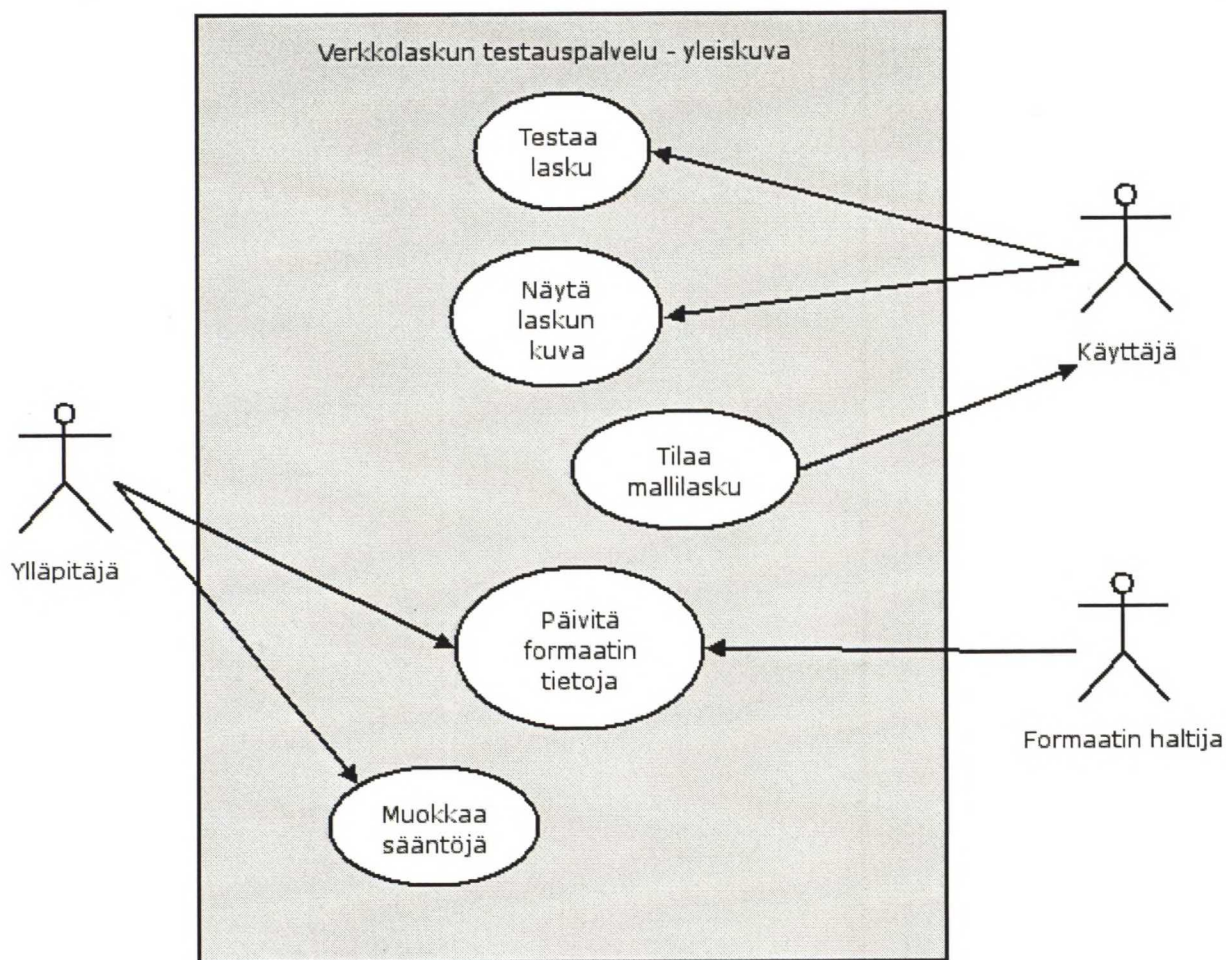 Verkkolaskun testauspalvelu - yleiskuva
Testaa
lasku
Näytä
laskun
kuva
Käyttäjä
Tilaa
mallilasku
Ylläpitäjä
Päivitä
formaatin
tietoja
Formaatin haltija
Muokkaa
sääntöjä